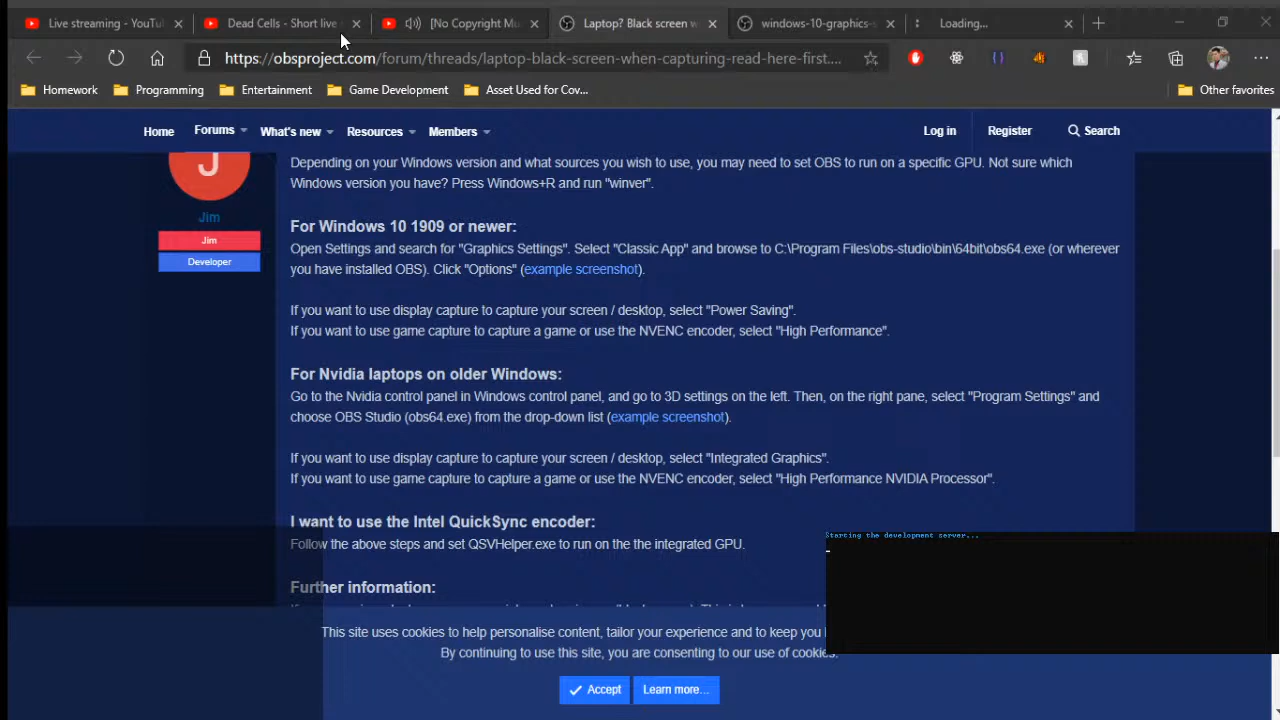 Live streaming - YouTu
Dead Cells - Short live
[No Copyright Mu
Laptop? Black screen w
windows-10-graphics-s
Loading...
https://obsproject.com/forum/threads/laptop-black-screen-when-capturing-read-here-first....
Homework
Programming
Entertainment
Game Development
Asset Used for Cov...
Other favorites
Home
Forums
What's new
Resources
Members
Log in
Register
Search
J
Jim
Jim
Developer
Depending on your Windows version and what sources you wish to use, you may need to set OBS to run on a specific GPU. Not sure which
Windows version you have? Press Windows+R and run "winver".
For Windows 10 1909 or newer:
Open Settings and search for "Graphics Settings". Select "Classic App" and browse to C:\Program Files\obs-studio\bin\64bit\obs64.exe (or wherever
you have installed OBS). Click "Options" (example screenshot).
If you want to use display capture to capture your screen / desktop, select "Power Saving".
If you want to use game capture to capture a game or use the NVENC encoder, select "High Performance".
For Nvidia laptops on older Windows:
Go to the Nvidia control panel in Windows control panel, and go to 3D settings on the left. Then, on the right pane, select "Program Settings" and
choose OBS Studio (obs64.exe) from the drop-down list (example screenshot).
If you want to use display capture to capture your screen / desktop, select "Integrated Graphics".
If you want to use game capture to capture a game or use the NVENC encoder, select "High Performance NVIDIA Processor".
I want to use the Intel QuickSync encoder:
Follow the above steps and set QSVHelper.exe to run on the the integrated GPU.
Starting the development server...
Further information:
This site uses cookies to help personalise content, tailor your experience and to keep you
By continuing to use this site, you are consenting to our use of cookies.
Accept
Learn more...